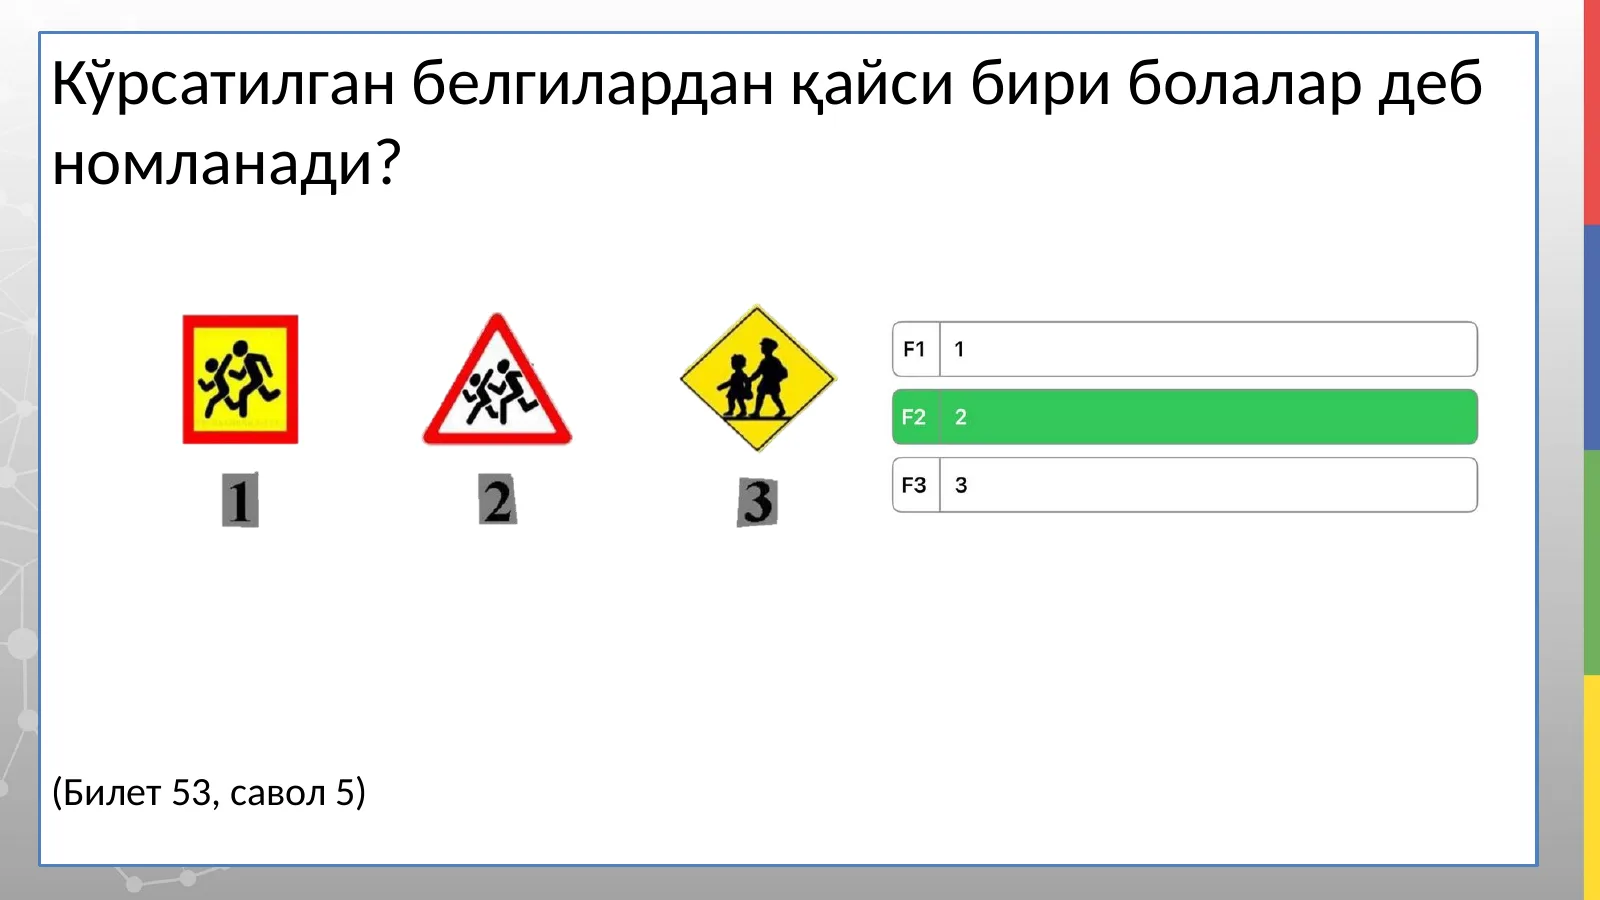 Кўрсатилган белгилардан қайси бири болалар деб
номланади?
1
2
3
F1 1
F2 2
F3 3
(Билет 53, савол 5)